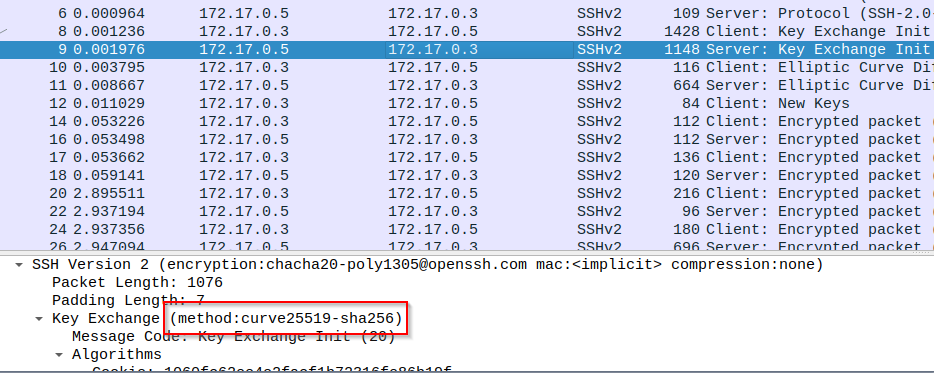 6 0.000964 172.17.0.5 172.17.0.3 SSHv2 109 Server: Protocol (SSH-2.0-
8 0.001236 172.17.0.3 172.17.0.5 SSHv2 1428 Client: Key Exchange Init
9 0.001976 172.17.0.5 172.17.0.3 SSHv2 1148 Server: Key Exchange Init
10 0.003795 172.17.0.3 172.17.0.5 SSHv2 116 Client: Elliptic Curve Dif
11 0.008667 172.17.0.5 172.17.0.3 SSHv2 664 Server: Elliptic Curve Dif
12 0.011029 172.17.0.3 172.17.0.5 SSHv2 84 Client: New Keys
14 0.053226 172.17.0.3 172.17.0.5 SSHv2 112 Client: Encrypted packet (
16 0.053498 172.17.0.5 172.17.0.3 SSHv2 112 Server: Encrypted packet (
17 0.053662 172.17.0.3 172.17.0.5 SSHv2 136 Client: Encrypted packet (
18 0.059141 172.17.0.5 172.17.0.3 SSHv2 120 Server: Encrypted packet (
20 2.895511 172.17.0.3 172.17.0.5 SSHv2 216 Client: Encrypted packet (
22 2.937194 172.17.0.5 172.17.0.3 SSHv2 96 Server: Encrypted packet (
24 2.937356 172.17.0.3 172.17.0.5 SSHv2 180 Client: Encrypted packet (
26 2.947094 172.17.0.5 172.17.0.3 SSHv2 696 Server: Encrypted packet (
SSH Version 2 (encryption:chacha20-poly1305@openssh.com mac:<implicit> compression:none)
Packet Length: 1076
Padding Length: 7
Key Exchange (method:curve25519-sha256)
Message Code: Key Exchange Init (20)
Algorithms